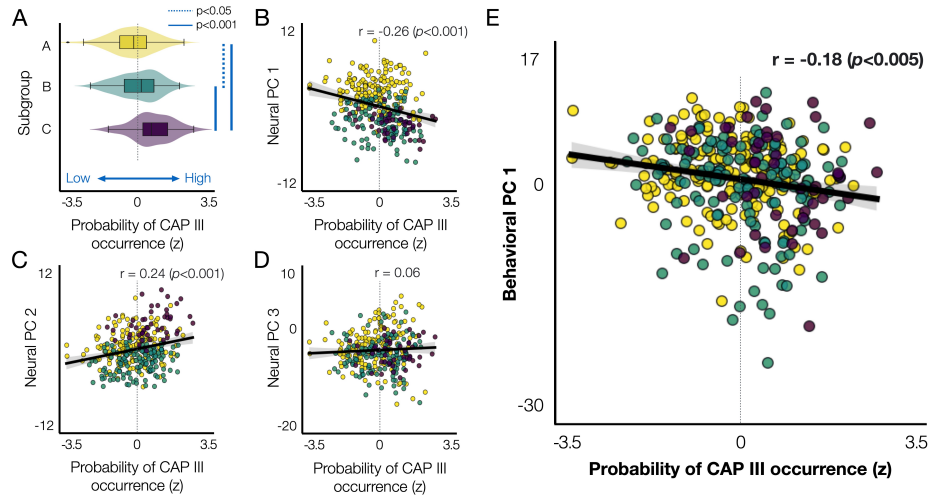 A
p<0.05
p<0.001
Subgroup
A
B
C
Low
High
-3.5
0
3.5
Probability of CAP III
occurrence (z)
B
r = -0.26 (p<0.001)
12
Neural PC 1
-12
-3.5
0
3.5
Probability of CAP III
occurrence (z)
C
r = 0.24 (p<0.001)
12
Neural PC 2
-12
-3.5
0
3.5
Probability of CAP III
occurrence (z)
D
r = 0.06
10
0
Neural PC 3
-20
-3.5
0
3.5
Probability of CAP III
occurrence (z)
E
r = -0.18 (p<0.005)
17
0
Behavioral PC 1
-30
-3.5
0
3.5
Probability of CAP III occurrence (z)